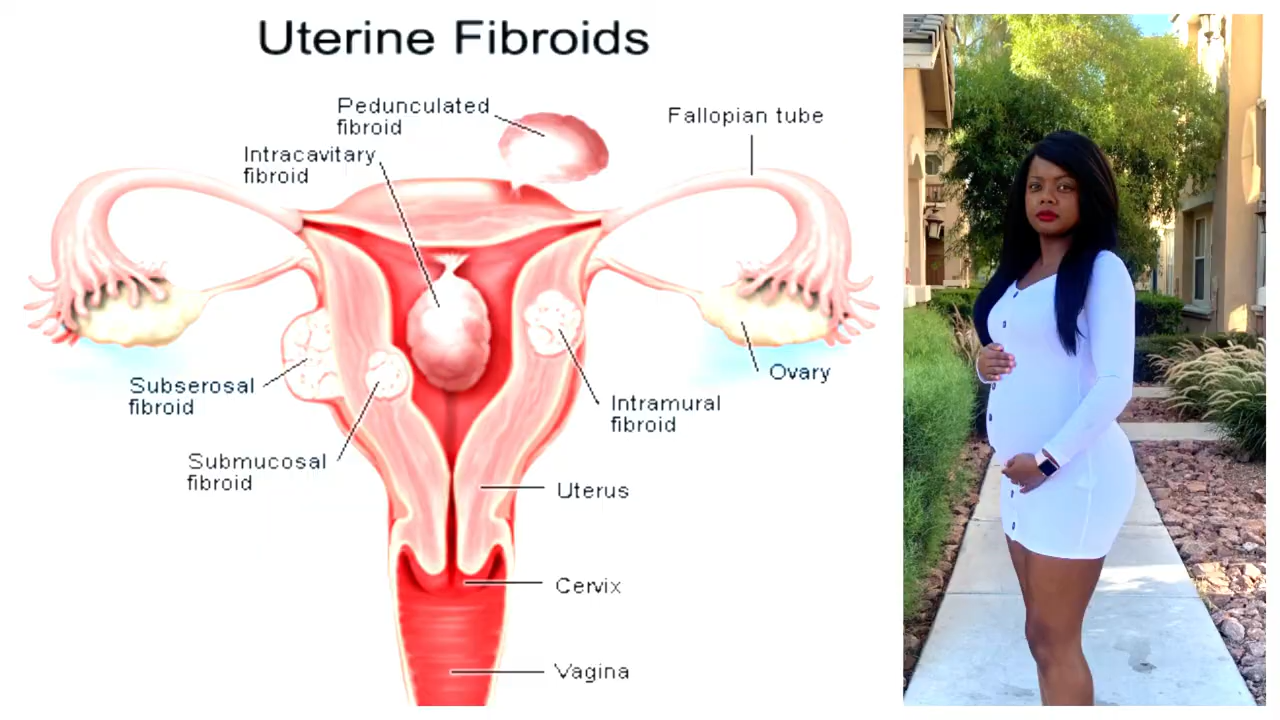 Uterine Fibroids
Pedunculated
fibroid
Fallopian tube
Intracavitary
fibroid
Subserosal
fibroid
Ovary
Intramural
fibroid
Submucosal
fibroid
Uterus
Cervix
Vagina